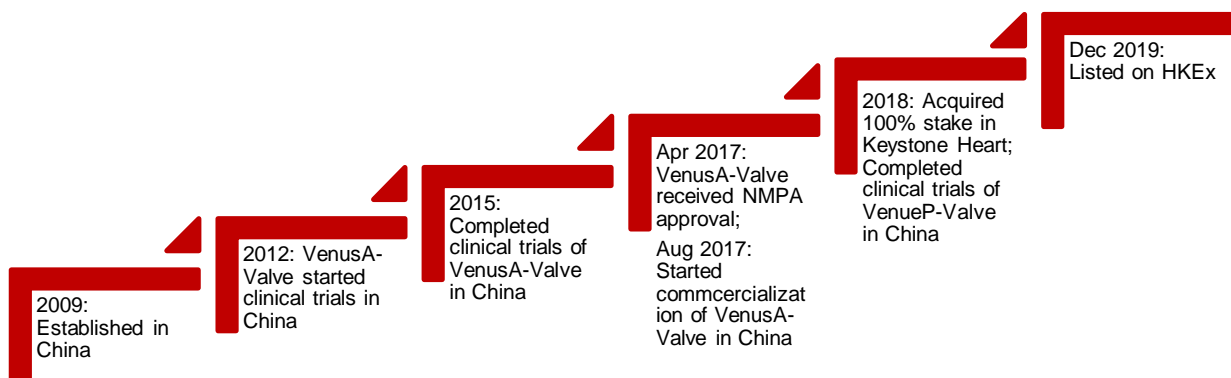 2009:
Established in
China
2012: VenusA-
Valve started
clinical trials in
China
2015:
Completed
clinical trials of
VenusA-Valve
in China
Apr 2017:
VenusA-Valve
received NMPA
approval;
Aug 2017:
Started
commcercializat
ion of VenusA-
Valve in China
2018: Acquired
100% stake in
Keystone Heart;
Completed
clinical trials of
VenueP-Valve
in China
Dec 2019:
Listed on HKEx